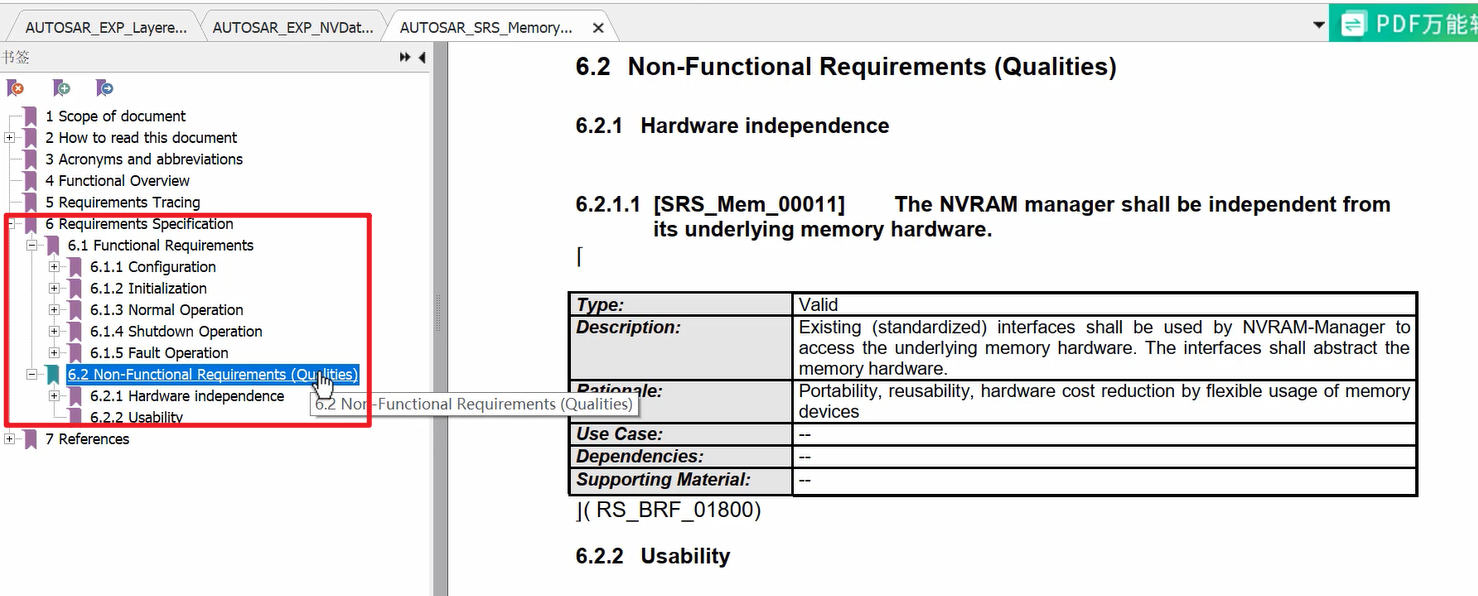 AUTOSAR_EXP_Layere...
AUTOSAR_EXP_NVDat...
AUTOSAR_SRS_Memory...
PDF万能
书签
1 Scope of document
2 How to read this document
3 Acronyms and abbreviations
4 Functional Overview
5 Requirements Tracing
6 Requirements Specification
6.1 Functional Requirements
6.1.1 Configuration
6.1.2 Initialization
6.1.3 Normal Operation
6.1.4 Shutdown Operation
6.1.5 Fault Operation
6.2 Non-Functional Requirements (Qualities)
6.2.1 Hardware independence
6.2.2 Usability
7 References
6.2 Non-Functional Requirements (Qualities)
6.2 Non-Functional Requirements (Qualities)
6.2.1 Hardware independence
6.2.1.1 [SRS_Mem_00011] The NVRAM manager shall be independent from
its underlying memory hardware.
⌈
Type: Valid
Description: Existing (standardized) interfaces shall be used by NVRAM-Manager to
access the underlying memory hardware. The interfaces shall abstract the
memory hardware.
Rationale: Portability, reusability, hardware cost reduction by flexible usage of memory
devices
Use Case: --
Dependencies: --
Supporting Material: --
⌋( RS_BRF_01800)
6.2.2 Usability